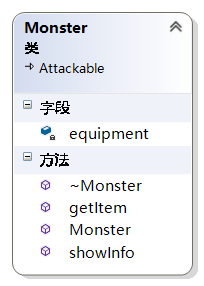 Monster
类
Attackable
字段
equipment
方法
~Monster
getItem
Monster
showInfo